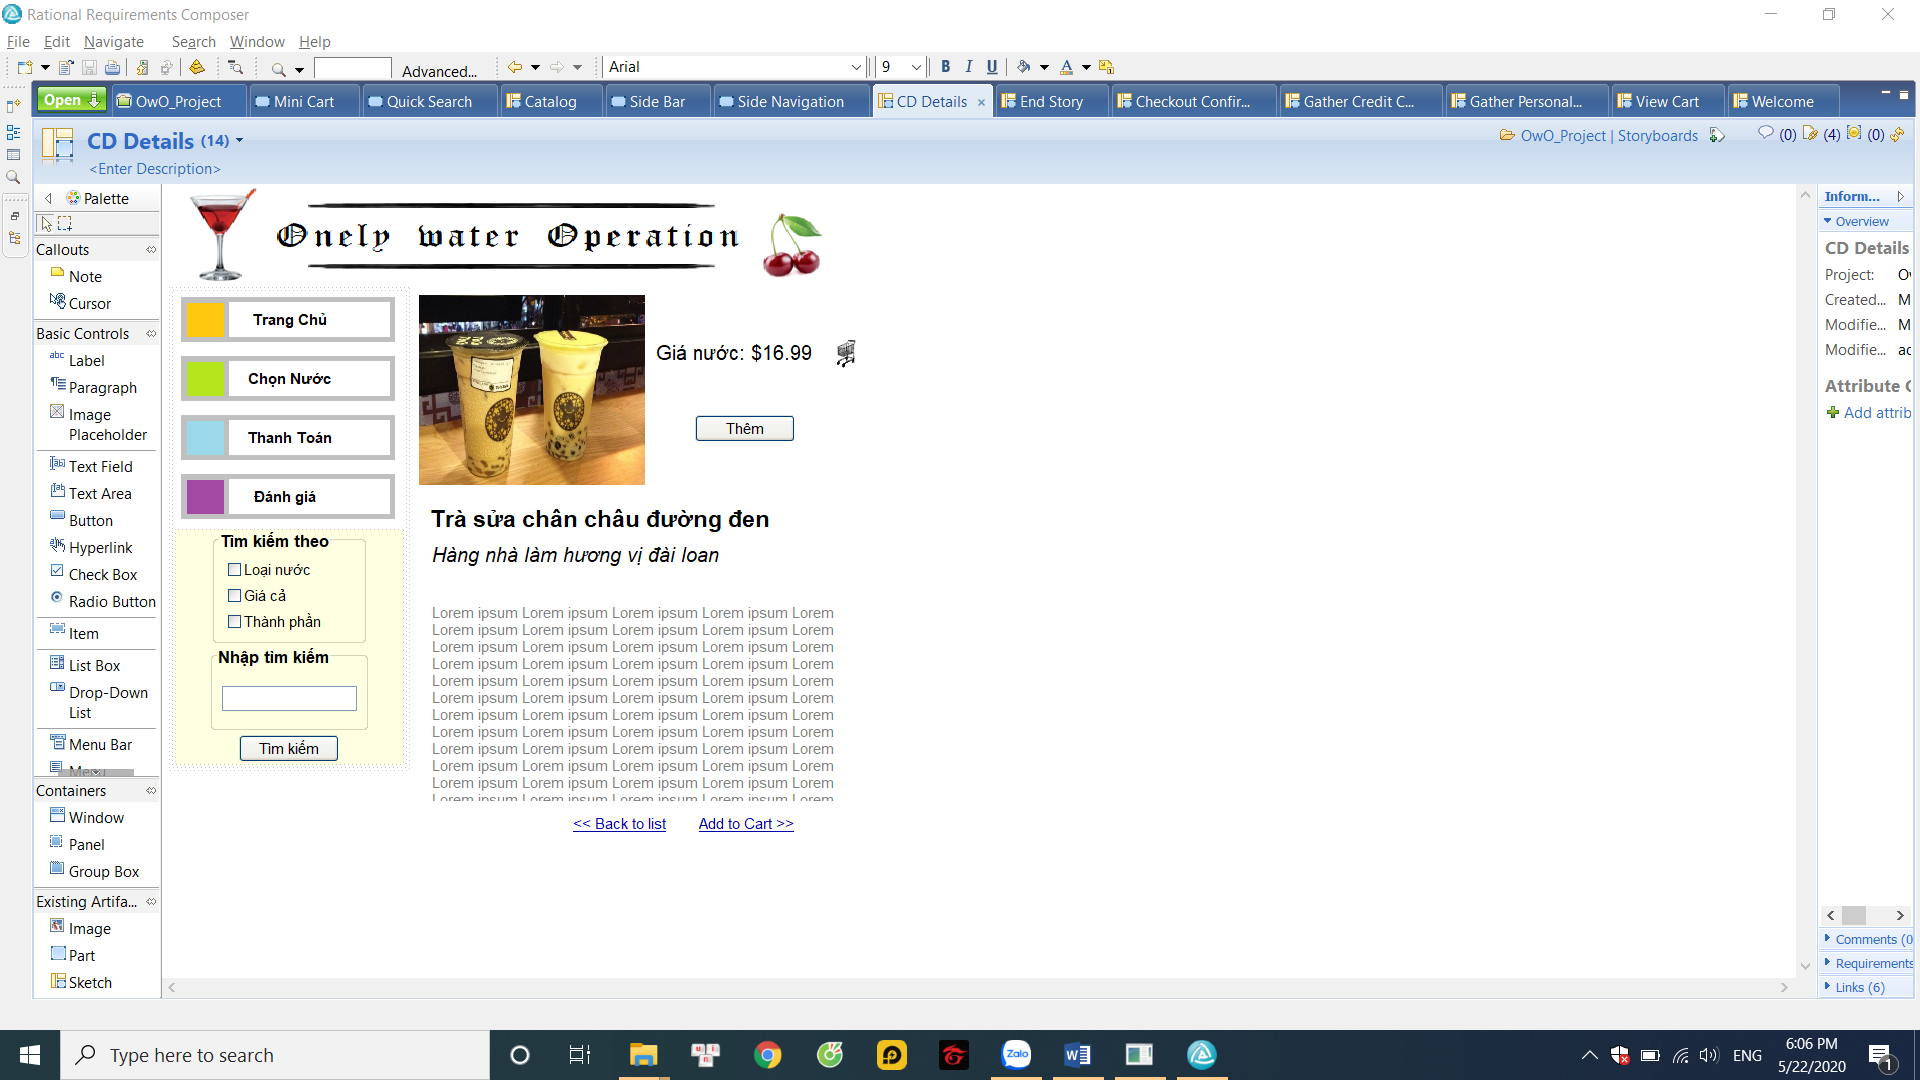 Rational Requirements Composer
File Edit Navigate Search Window Help
Advanced... Arial 9 B I U
Open OwO_Project Mini Cart Quick Search Catalog Side Bar Side Navigation CD Details End Story Checkout Confir... Gather Credit C... Gather Personal... View Cart Welcome
CD Details (14)
OwO_Project | Storyboards (0) (4) (0)
<Enter Description>
Palette
Callouts
Note
Cursor
Basic Controls
Label
Paragraph
Image
Placeholder
Text Field
Text Area
Button
Hyperlink
Check Box
Radio Button
Item
List Box
Drop-Down
List
Menu Bar
Containers
Window
Panel
Group Box
Existing Artifa...
Image
Part
Sketch
Onely water Operation
Trang Chủ
Chọn Nước
Thanh Toán
Đánh giá
Tìm kiếm theo
Loại nước
Giá cả
Thành phần
Nhập tìm kiếm
Tìm kiếm
Giá nước: $16.99
Thêm
Trà sửa chân châu đường đen
Hàng nhà làm hương vị đài loan
Lorem ipsum Lorem ipsum Lorem ipsum Lorem ipsum Lorem
Lorem ipsum Lorem ipsum Lorem ipsum Lorem ipsum Lorem
Lorem ipsum Lorem ipsum Lorem ipsum Lorem ipsum Lorem
Lorem ipsum Lorem ipsum Lorem ipsum Lorem ipsum Lorem
Lorem ipsum Lorem ipsum Lorem ipsum Lorem ipsum Lorem
Lorem ipsum Lorem ipsum Lorem ipsum Lorem ipsum Lorem
Lorem ipsum Lorem ipsum Lorem ipsum Lorem ipsum Lorem
Lorem ipsum Lorem ipsum Lorem ipsum Lorem ipsum Lorem
Lorem ipsum Lorem ipsum Lorem ipsum Lorem ipsum Lorem
Lorem ipsum Lorem ipsum Lorem ipsum Lorem ipsum Lorem
Lorem ipsum Lorem ipsum Lorem ipsum Lorem ipsum Lorem
Lorem ipsum Lorem ipsum Lorem ipsum Lorem ipsum Lorem
<< Back to list Add to Cart >>
Inform...
Overview
CD Details
Project: O
Created... M
Modifie... M
Modifie... ac
Attribute
Add attrib
Comments (0
Requirements
Links (6)
Type here to search
Zalo
ENG
6:06 PM
5/22/2020
1